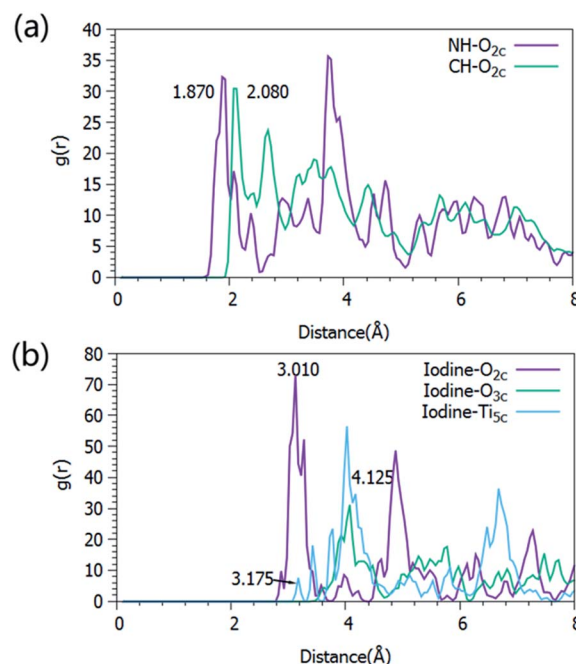 (a)
40
35
30
25
20
15
10
5
0
g(r)
NH-O2c
CH-O2c
1.870
2.080
0 2 4 6 8
Distance(Å)
(b)
80
70
60
50
40
30
20
10
0
g(r)
3.010
Iodine-O2c
Iodine-O3c
Iodine-Ti5c
4.125
3.175
0 2 4 6 8
Distance(Å)